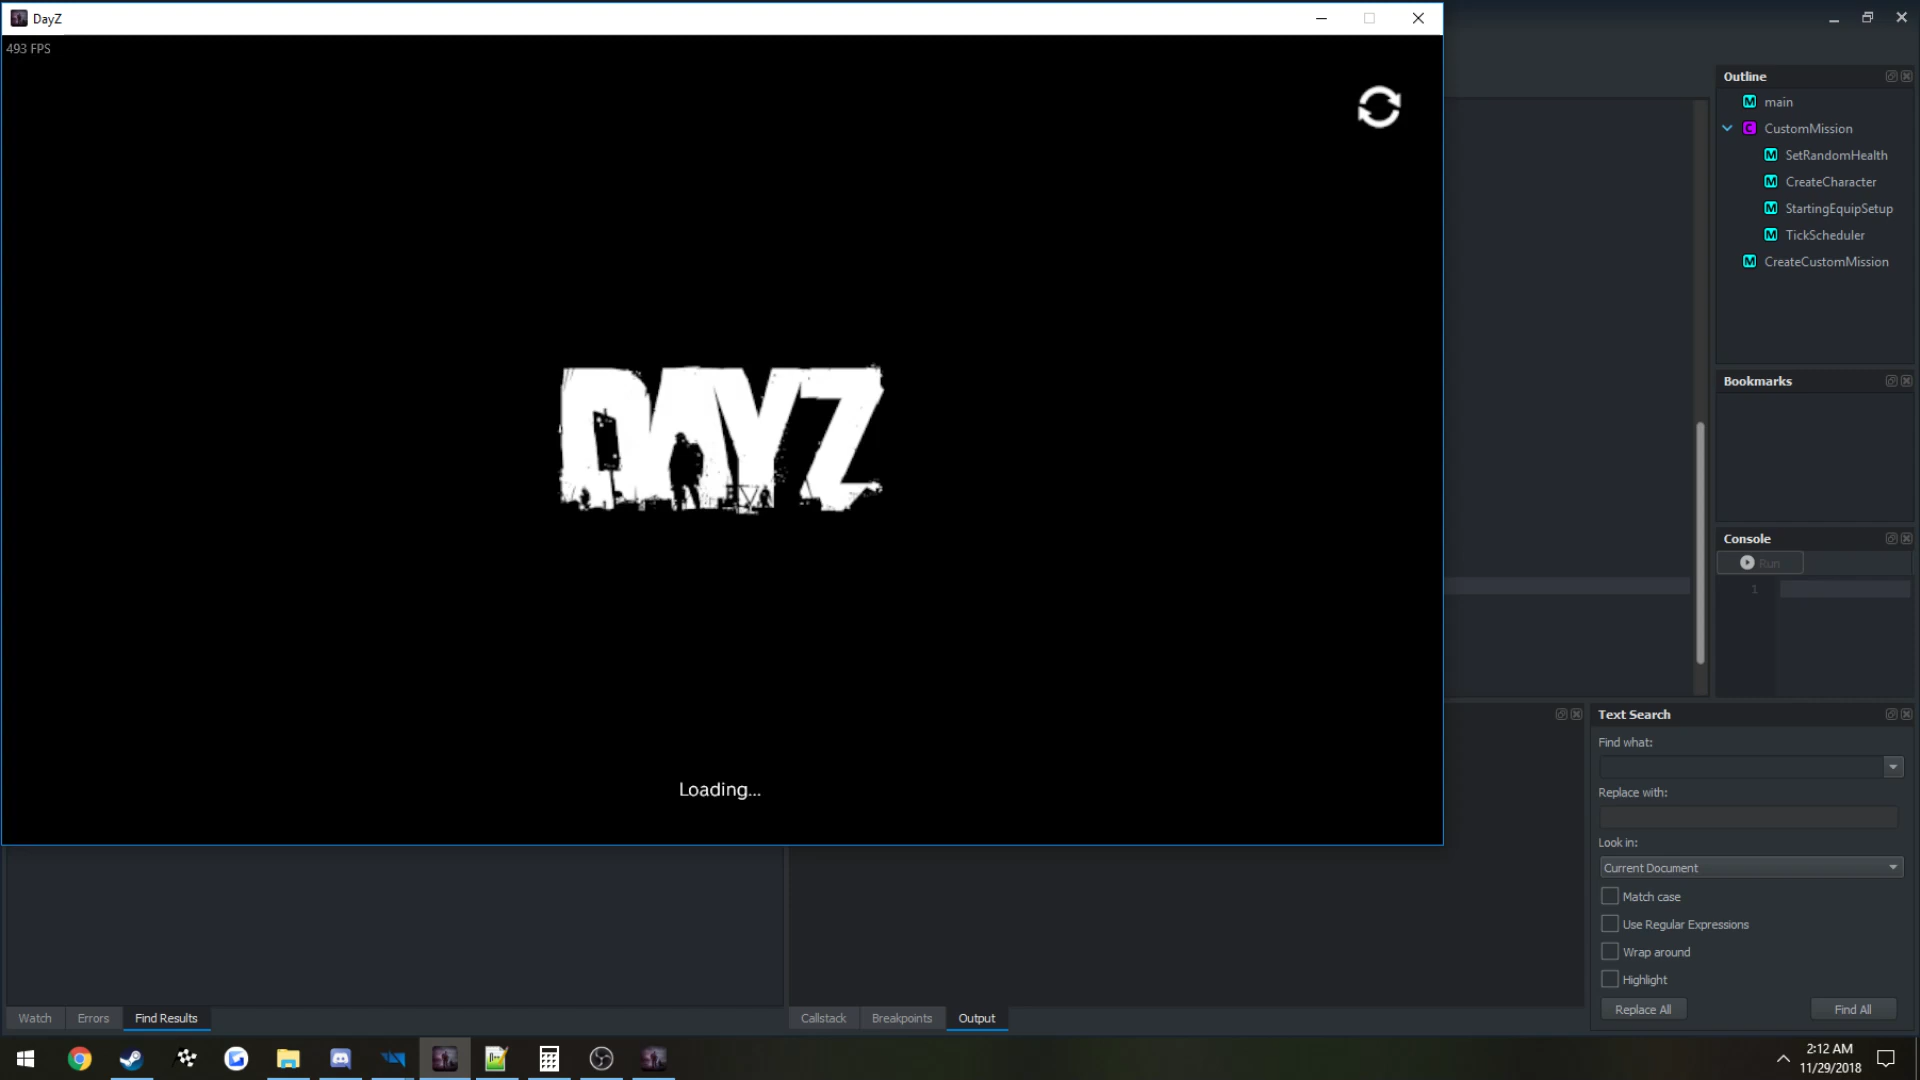 DayZ
493 FPS
DAYZ
Loading...
Outline
main
CustomMission
SetRandomHealth
CreateCharacter
StartingEquipSetup
TickScheduler
CreateCustomMission
Bookmarks
Console
Run
1
Text Search
Find what:
Replace with:
Look in:
Current Document
Match case
Use Regular Expressions
Wrap around
Highlight
Replace All
Find All
Watch
Errors
Find Results
Callstack
Breakpoints
Output
2:12 AM
11/29/2018